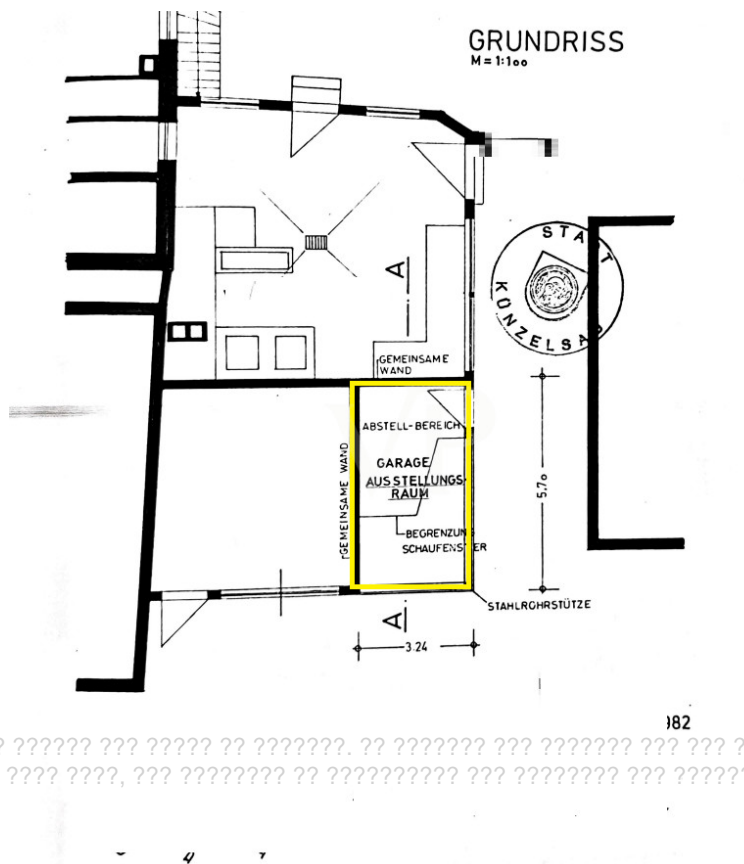 GRUNDRISS
M = 1:100
STADT
KÜNZELSAU
A
GEMEINSAME
WAND
ABSTELL-BEREICH
GARAGE
AUSSTELLUNGS-
RAUM
GEMEINSAME WAND
BEGRENZUNG
SCHAUFENSTER
5.70
STAHLROHRSTÜTZE
A
3.24
982
? ?????? ??? ????? ?? ???????. ?? ??????? ??? ??????? ??? ??? ?
???? ????, ??? ???????? ?? ?????????? ??? ???????? ??? ??????